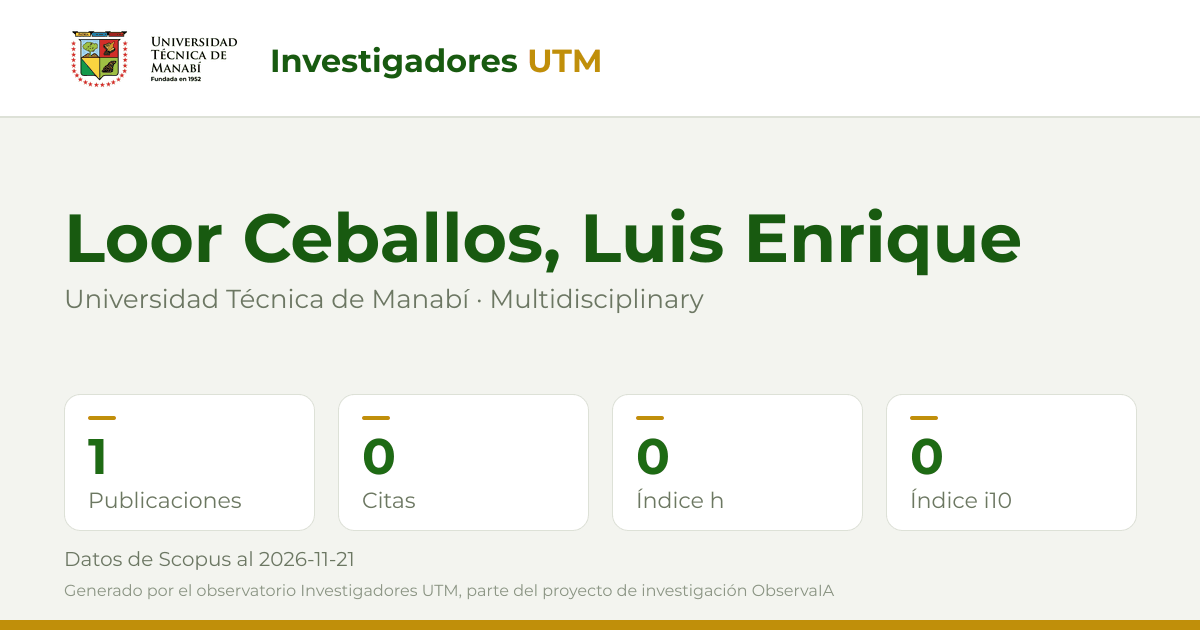 UNIVERSIDAD
TÉCNICA DE
MANABÍ
Fundada en 1952
Investigadores UTM
Loor Ceballos, Luis Enrique
Universidad Técnica de Manabí · Multidisciplinary
1
Publicaciones
0
Citas
0
Índice h
0
Índice i10
Datos de Scopus al 2026-11-21
Generado por el observatorio Investigadores UTM, parte del proyecto de investigación ObservaIA